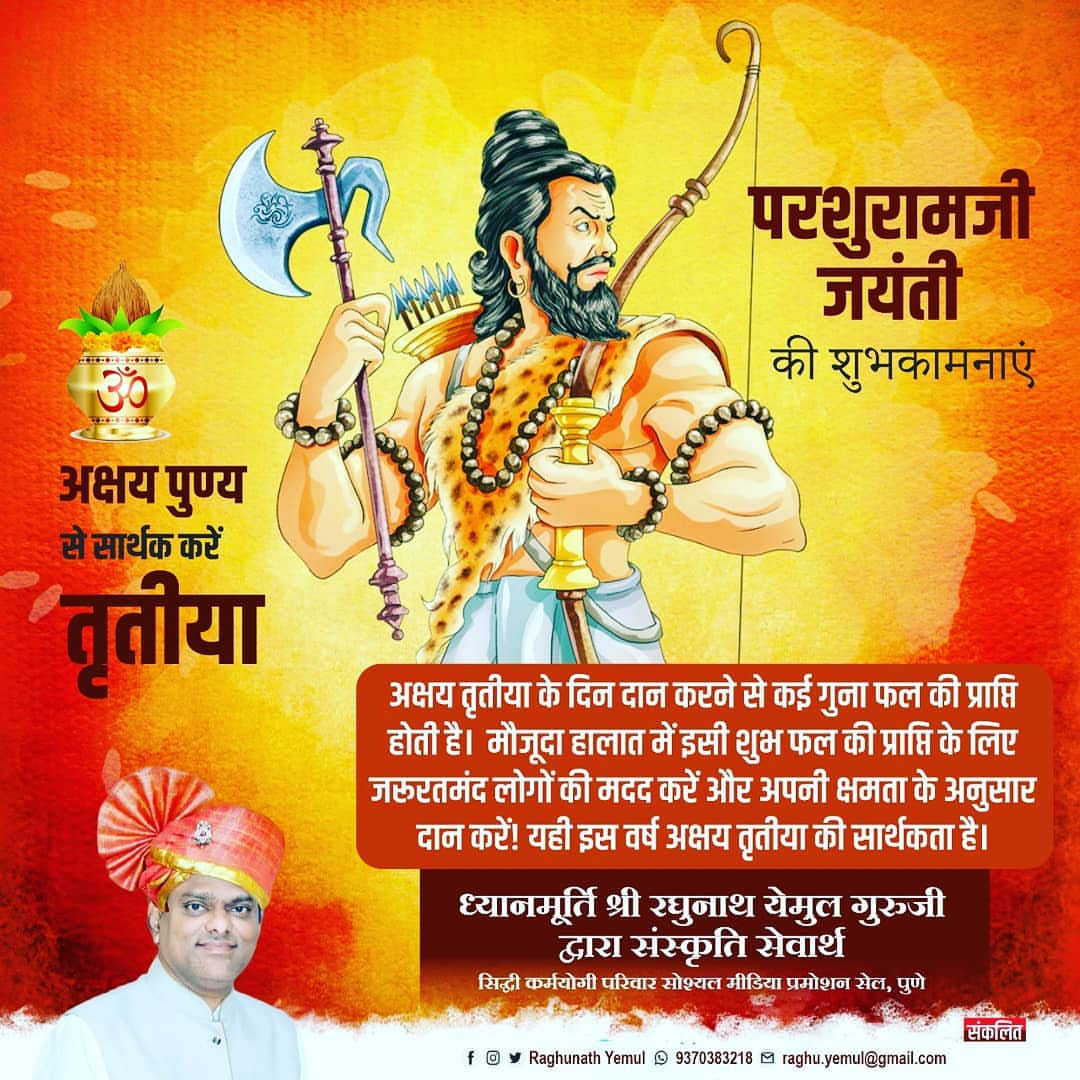 परशुरामजी
जयंती
की शुभकामनाएं
ॐ
अक्षय पुण्य
से सार्थक करें
तृतीया
अक्षय तृतीया के दिन दान करने से कई गुना फल की प्राप्ति
होती है। मौजूदा हालात में इसी शुभ फल की प्राप्ति के लिए
जरूरतमंद लोगों की मदद करें और अपनी क्षमता के अनुसार
दान करें! यही इस वर्ष अक्षय तृतीया की सार्थकता है।
ध्यानमूर्ति श्री रघुनाथ येमुल गुरुजी
द्वारा संस्कृति सेवार्थ
सिद्धी कर्मयोगी परिवार सोश्यल मीडिया प्रमोशन सेल, पुणे
संकलित
Raghunath Yemul 9370383218 raghu.yemul@gmail.com